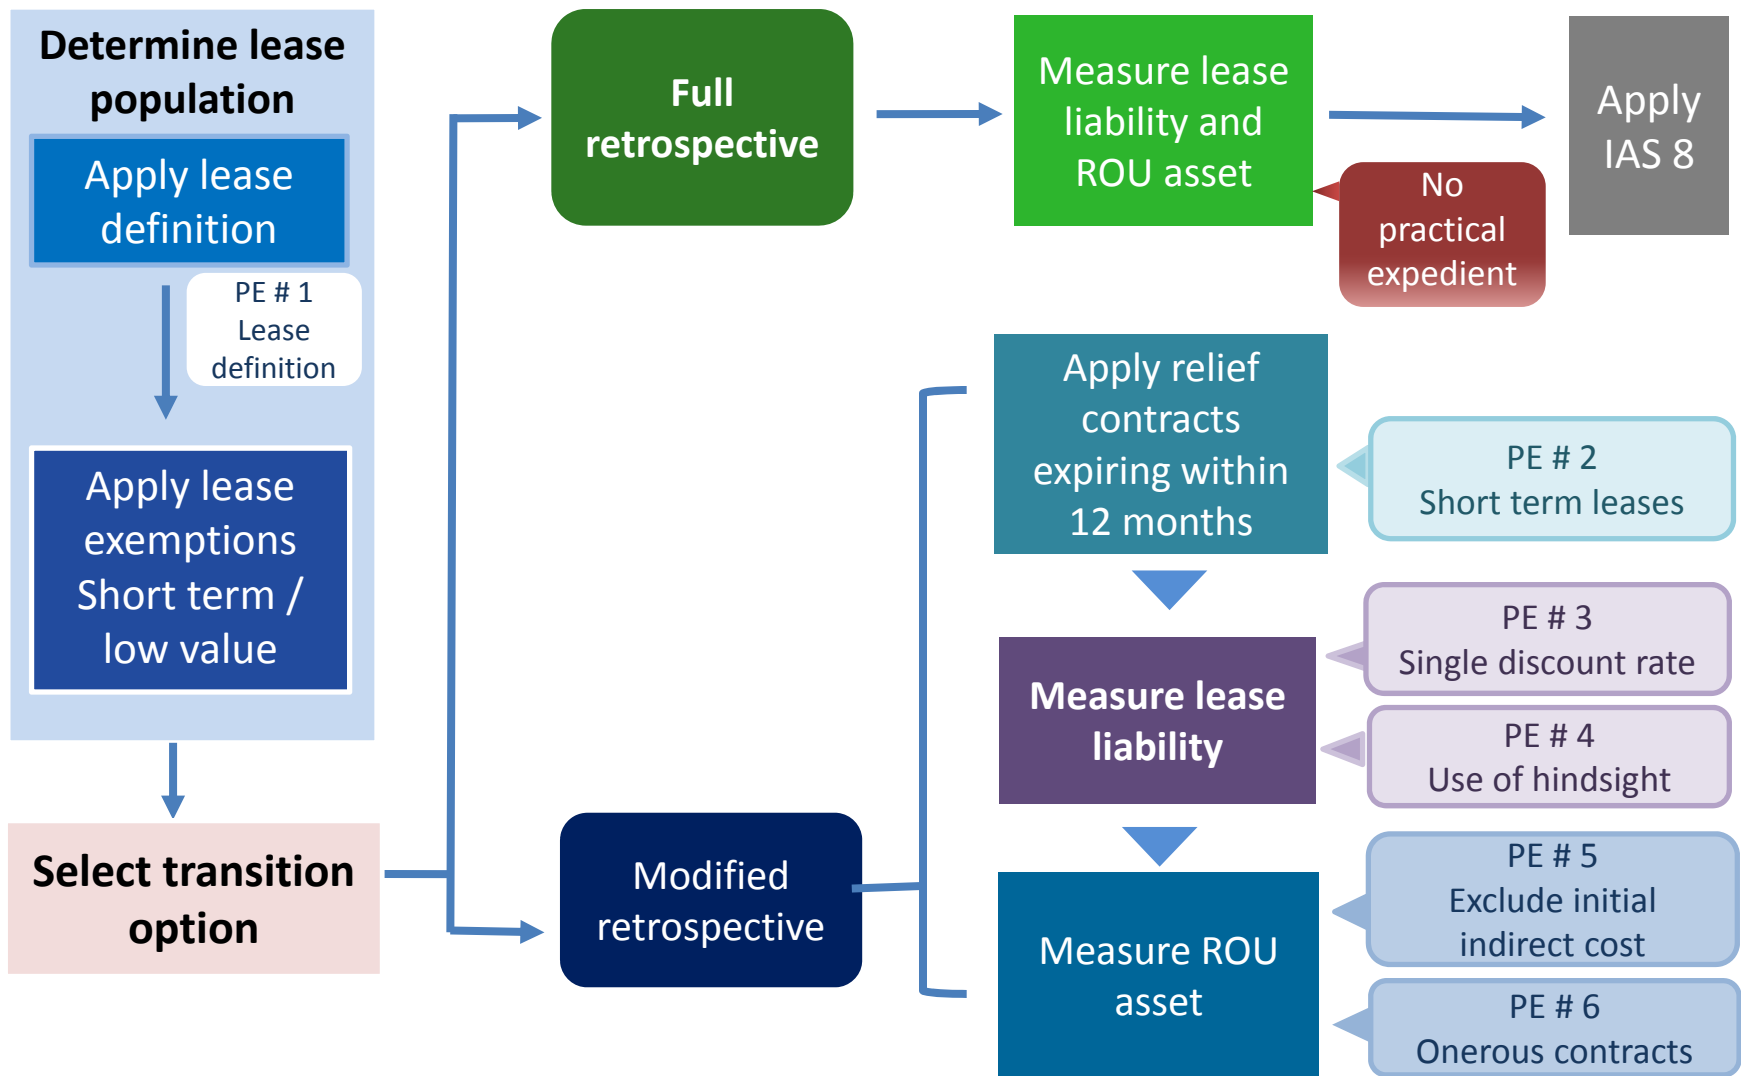 Determine lease
population
Apply lease
definition
PE # 1
Lease
definition
Apply lease
exemptions
Short term /
low value
Select transition
option
Full
retrospective
Measure lease
liability and
ROU asset
No
practical
expedient
Apply
IAS 8
Modified
retrospective
Apply relief
contracts
expiring within
12 months
PE # 2
Short term leases
Measure lease
liability
PE # 3
Single discount rate
PE # 4
Use of hindsight
Measure ROU
asset
PE # 5
Exclude initial
indirect cost
PE # 6
Onerous contracts